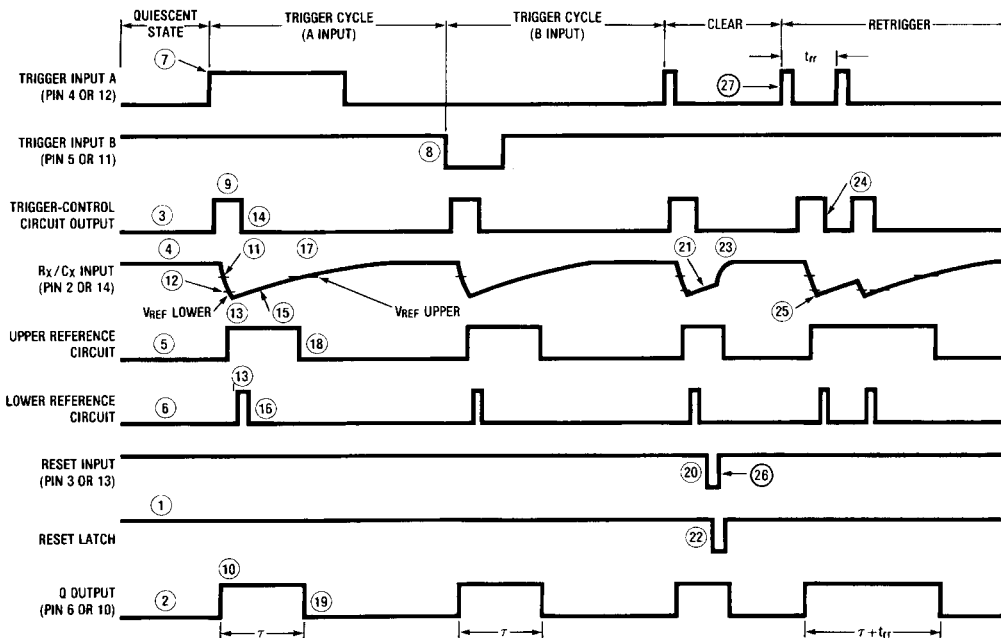 QUIESCENT
STATE
TRIGGER CYCLE
(A INPUT)
TRIGGER CYCLE
(B INPUT)
CLEAR
RETRIGGER
TRIGGER INPUT A
(PIN 4 OR 12)
7
27
trr
TRIGGER INPUT B
(PIN 5 OR 11)
8
TRIGGER-CONTROL
CIRCUIT OUTPUT
3
9
14
24
RX/CX INPUT
(PIN 2 OR 14)
4
11
17
21
23
12
VREF LOWER
13
15
VREF UPPER
25
UPPER REFERENCE
CIRCUIT
5
18
LOWER REFERENCE
CIRCUIT
6
13
16
RESET INPUT
(PIN 3 OR 13)
20
26
1
RESET LATCH
22
Q OUTPUT
(PIN 6 OR 10)
2
10
19
τ
τ
τ + trr